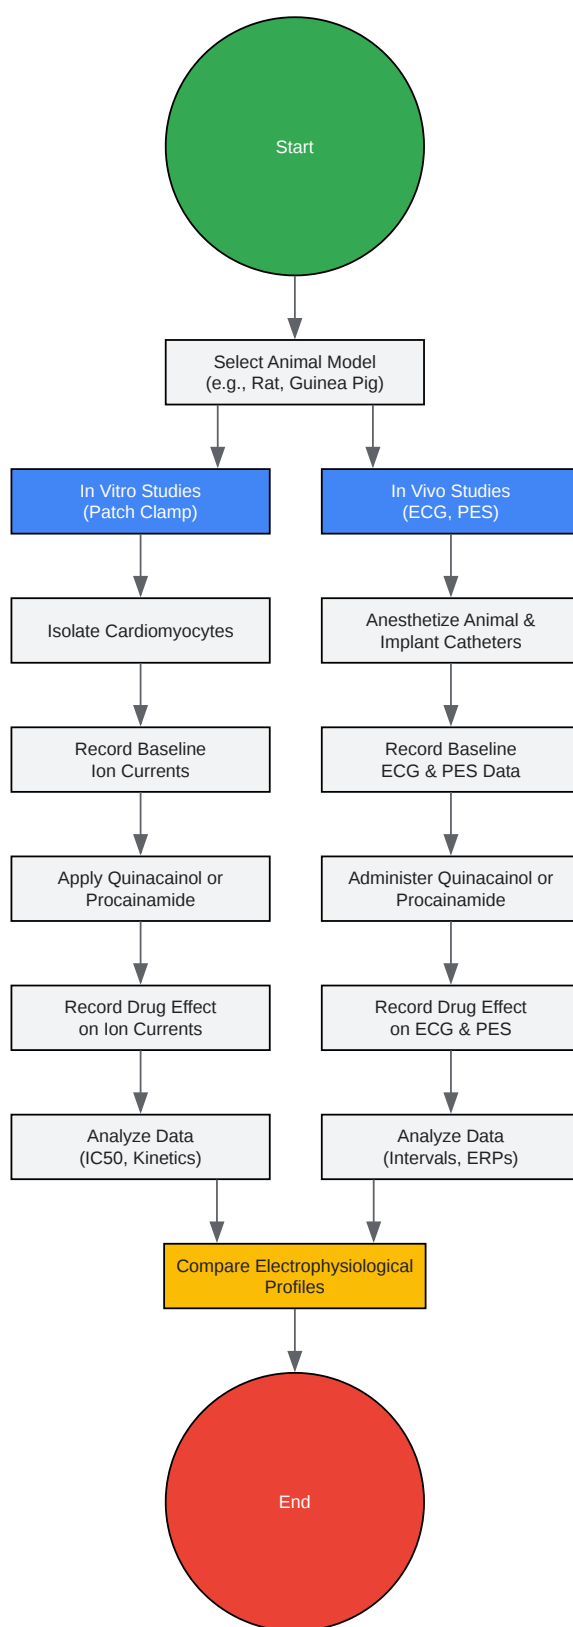 Start
Select Animal Model
(e.g., Rat, Guinea Pig)
In Vitro Studies
(Patch Clamp)
In Vivo Studies
(ECG, PES)
Isolate Cardiomyocytes
Anesthetize Animal &
Implant Catheters
Record Baseline
Ion Currents
Record Baseline
ECG & PES Data
Apply Quinacainol or
Procainamide
Administer Quinacainol or
Procainamide
Record Drug Effect
on Ion Currents
Record Drug Effect
on ECG & PES
Analyze Data
(IC50, Kinetics)
Analyze Data
(Intervals, ERPs)
Compare Electrophysiological
Profiles
End